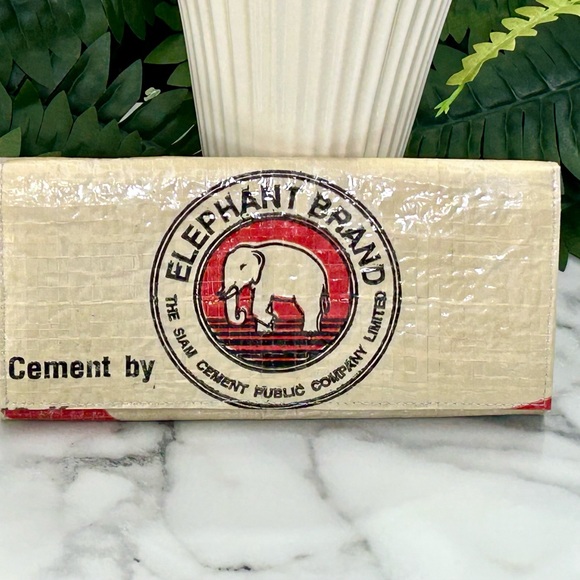 ELEPHANT BRAND
THE SIAM CEMENT PUBLIC COMPANY LIMITED
Cement by